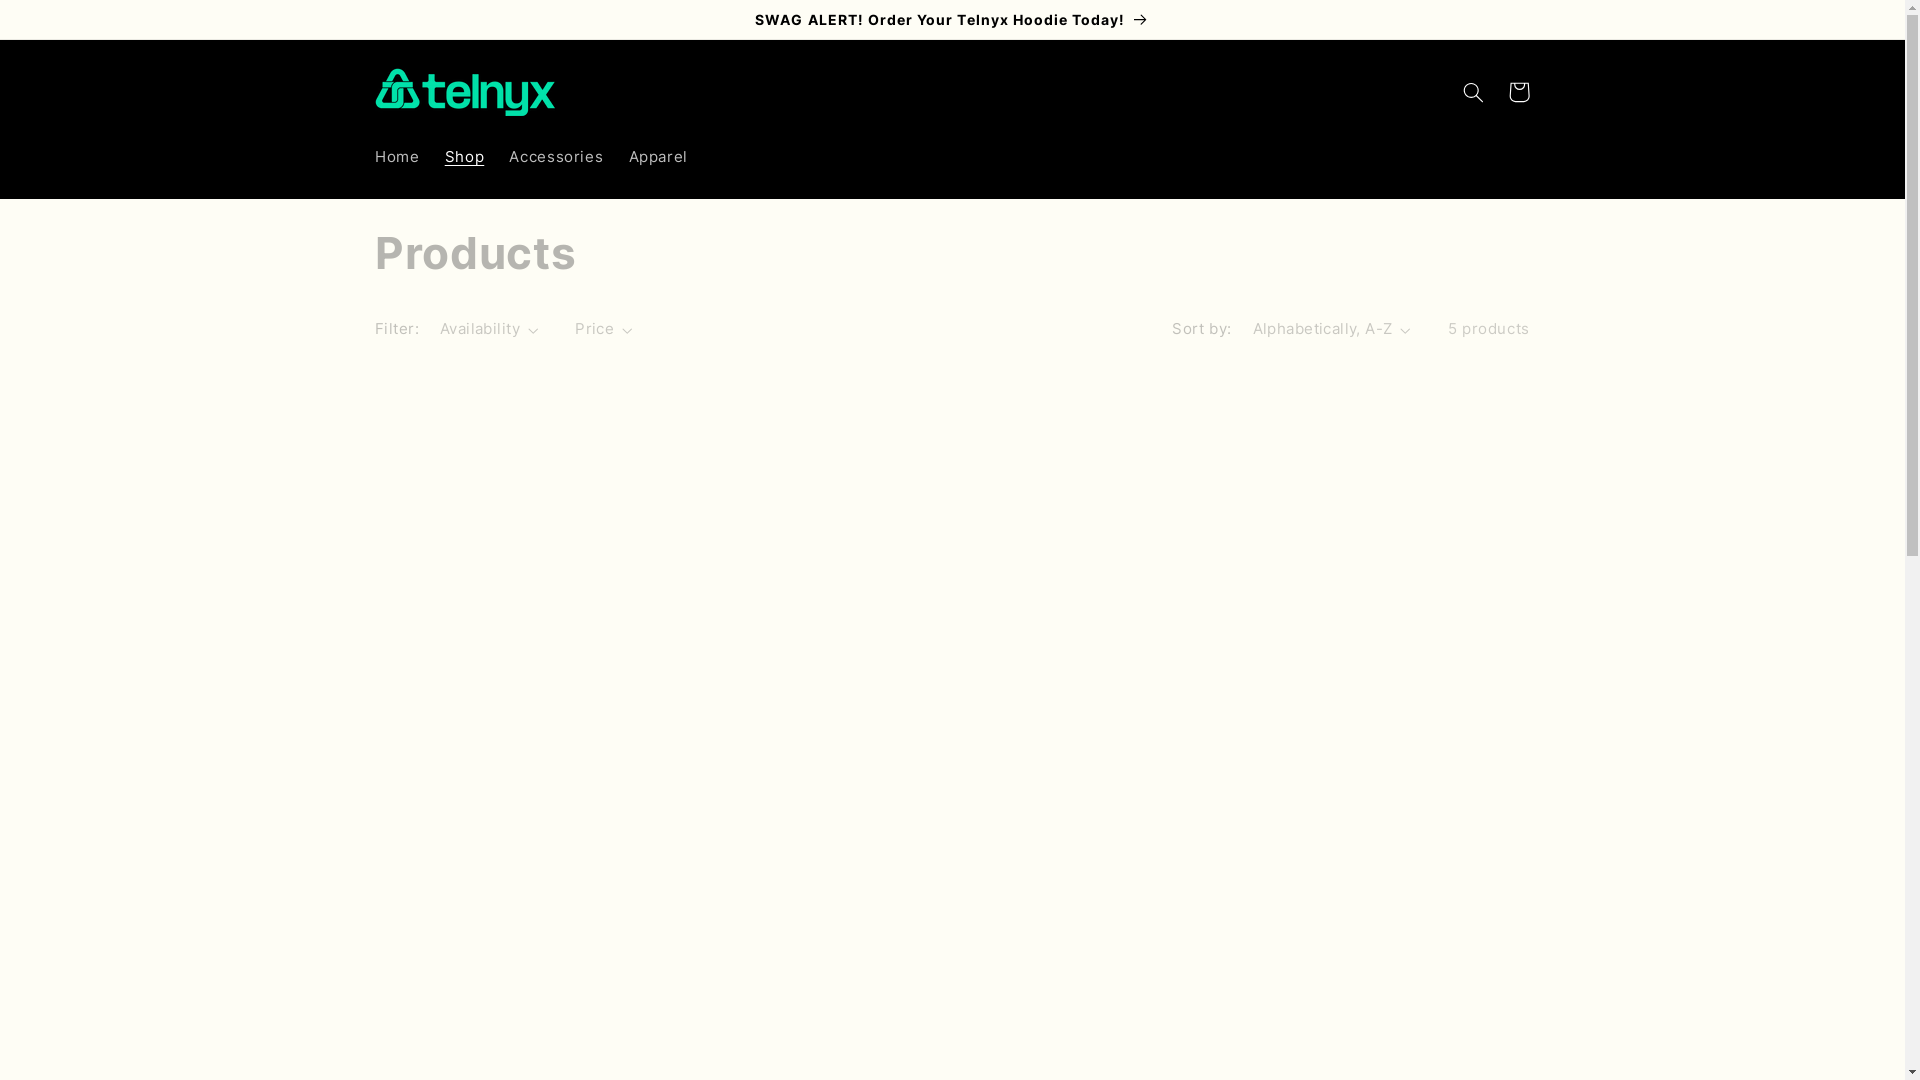 SWAG ALERT! Order Your Telnyx Hoodie Today!
telnyx
Home Shop Accessories Apparel
Products
Filter: Availability Price Sort by: Alphabetically, A-Z 5 products